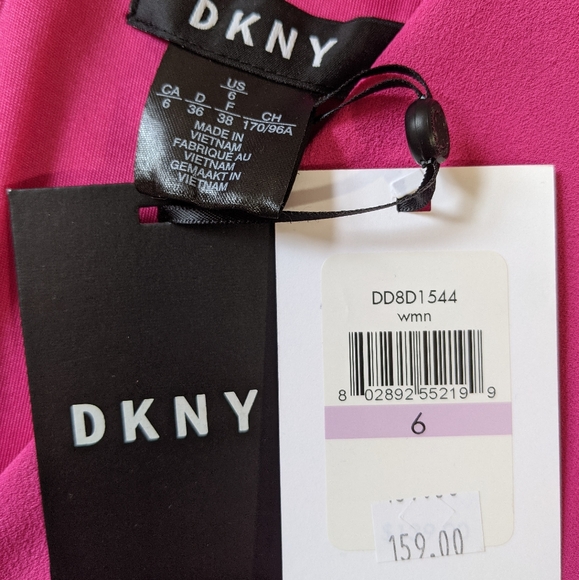 DKNY
US
6
CA D F CH
6 36 38 170/96A
MADE IN
VIETNAM
FABRIQUE AU
VIETNAM
GEMAAKT IN
VIETNAM
DKNY
DD8D1544
wmn
8 02892 55219 9
6
159.00